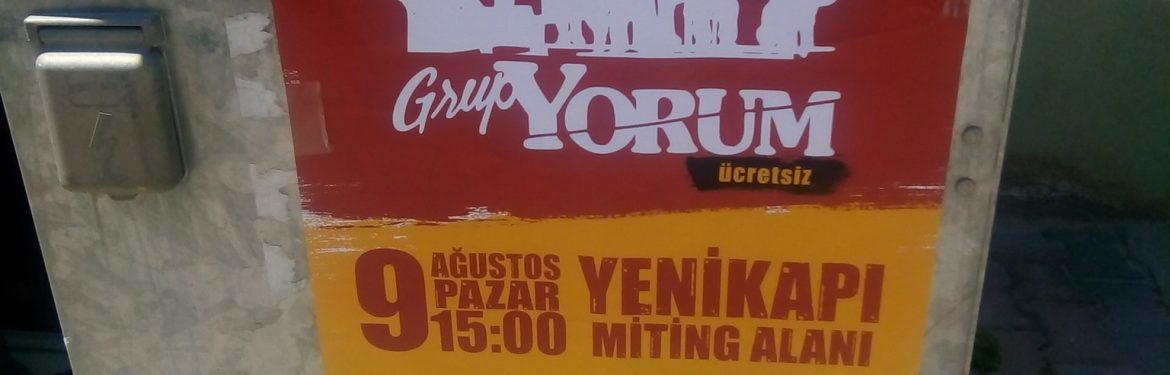 Grup YORUM
ücretsiz
9 AĞUSTOS PAZAR 15:00
YENİKAPI
MİTİNG ALANI